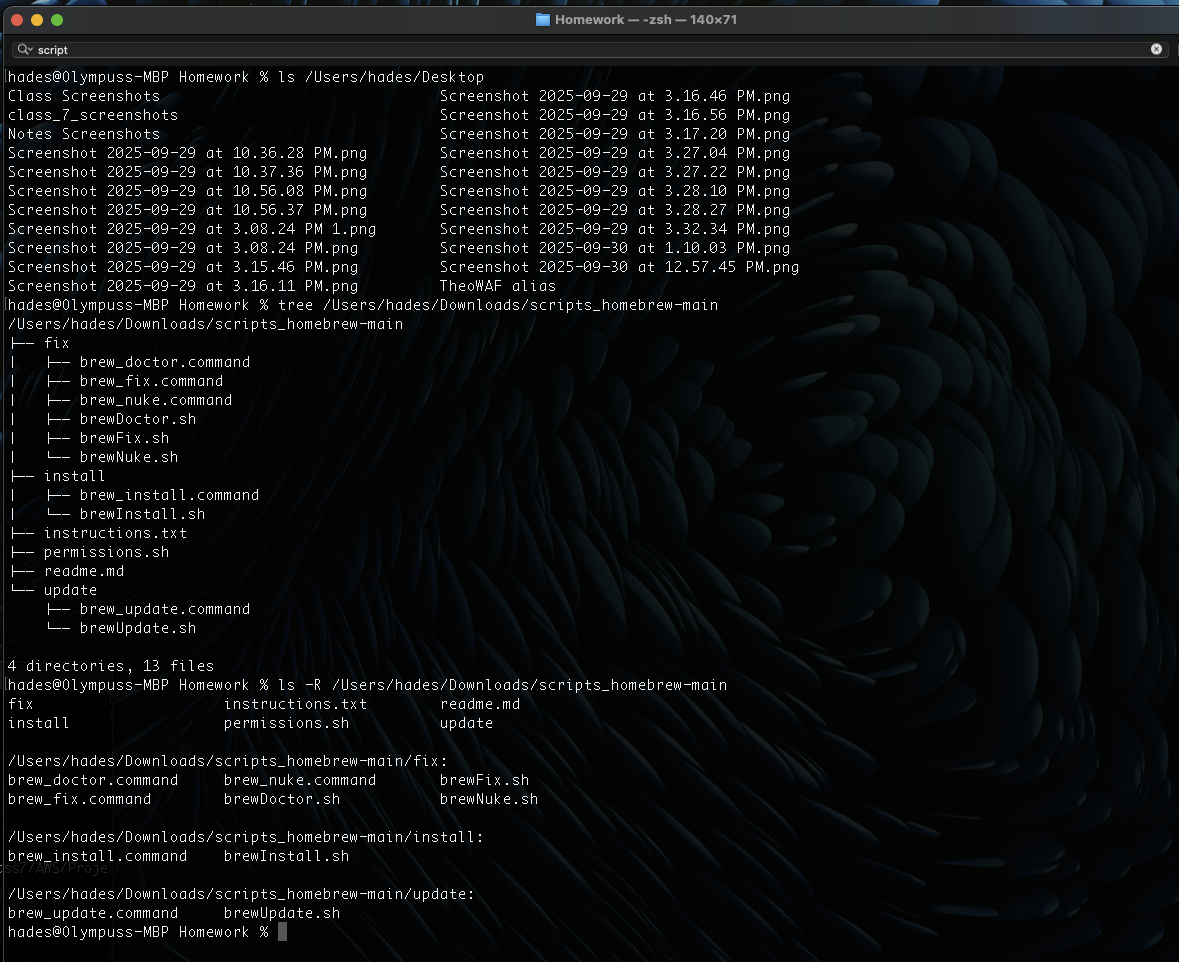 Homework — -zsh — 140×71
script
hades@Olympuss-MBP Homework % ls /Users/hades/Desktop
Class Screenshots                               Screenshot 2025-09-29 at 3.16.46 PM.png
class_7_screenshots                             Screenshot 2025-09-29 at 3.16.56 PM.png
Notes Screenshots                               Screenshot 2025-09-29 at 3.17.20 PM.png
Screenshot 2025-09-29 at 10.36.28 PM.png        Screenshot 2025-09-29 at 3.27.04 PM.png
Screenshot 2025-09-29 at 10.37.36 PM.png        Screenshot 2025-09-29 at 3.27.22 PM.png
Screenshot 2025-09-29 at 10.56.08 PM.png        Screenshot 2025-09-29 at 3.28.10 PM.png
Screenshot 2025-09-29 at 10.56.37 PM.png        Screenshot 2025-09-29 at 3.28.27 PM.png
Screenshot 2025-09-29 at 3.08.24 PM 1.png       Screenshot 2025-09-29 at 3.32.34 PM.png
Screenshot 2025-09-29 at 3.08.24 PM.png         Screenshot 2025-09-30 at 1.10.03 PM.png
Screenshot 2025-09-29 at 3.15.46 PM.png         Screenshot 2025-09-30 at 12.57.45 PM.png
Screenshot 2025-09-29 at 3.16.11 PM.png         TheoWAF alias
hades@Olympuss-MBP Homework % tree /Users/hades/Downloads/scripts_homebrew-main
/Users/hades/Downloads/scripts_homebrew-main
├── fix
│   ├── brew_doctor.command
│   ├── brew_fix.command
│   ├── brew_nuke.command
│   ├── brewDoctor.sh
│   ├── brewFix.sh
│   └── brewNuke.sh
├── install
│   ├── brew_install.command
│   └── brewInstall.sh
├── instructions.txt
├── permissions.sh
├── readme.md
└── update
    ├── brew_update.command
    └── brewUpdate.sh

4 directories, 13 files
hades@Olympuss-MBP Homework % ls -R /Users/hades/Downloads/scripts_homebrew-main
fix                     instructions.txt        readme.md
install                 permissions.sh          update

/Users/hades/Downloads/scripts_homebrew-main/fix:
brew_doctor.command     brew_nuke.command       brewFix.sh
brew_fix.command        brewDoctor.sh           brewNuke.sh

/Users/hades/Downloads/scripts_homebrew-main/install:
brew_install.command    brewInstall.sh

/Users/hades/Downloads/scripts_homebrew-main/update:
brew_update.command     brewUpdate.sh
hades@Olympuss-MBP Homework %